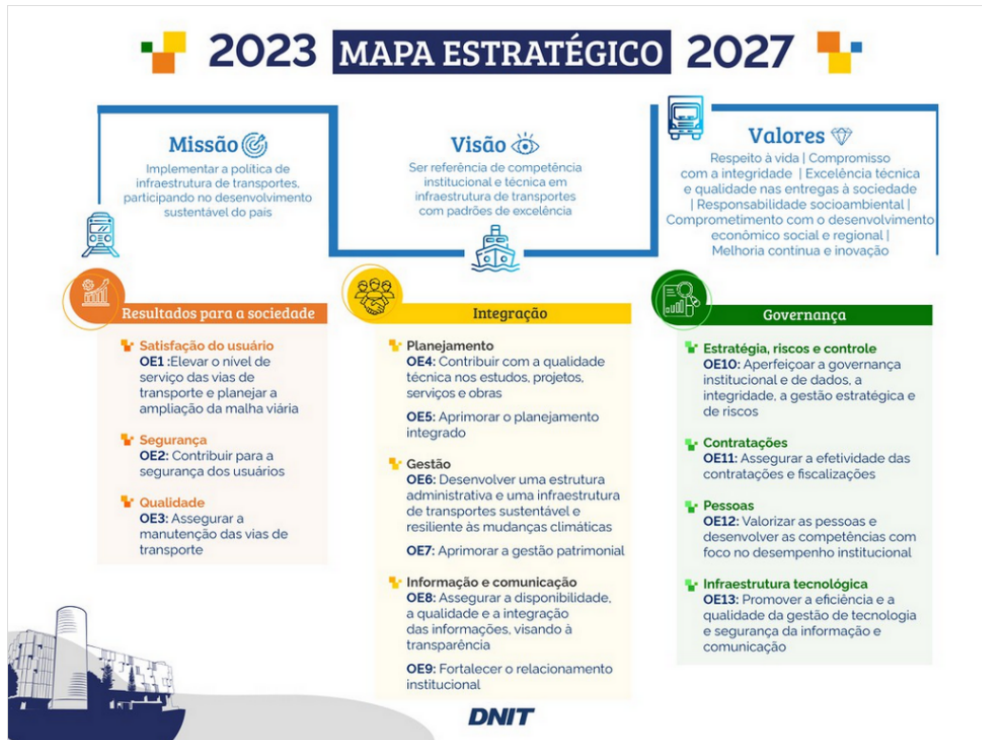 2023 MAPA ESTRATÉGICO 2027
Missão
Implementar a política de
infraestrutura de transportes,
participando no desenvolvimento
sustentável do país
Visão
Ser referência de competência
institucional e técnica em
infraestrutura de transportes
com padrões de excelência
Valores
Respeito à vida | Compromisso
com a integridade | Excelência técnica
e qualidade nas entregas à sociedade
| Responsabilidade socioambiental |
Comprometimento com o desenvolvimento
econômico social e regional |
Melhoria contínua e inovação
Resultados para a sociedade
Satisfação do usuário
OE1 :Elevar o nível de
serviço das vias de
transporte e planejar a
ampliação da malha viária
Segurança
OE2: Contribuir para a
segurança dos usuários
Qualidade
OE3: Assegurar a
manutenção das vias de
transporte
Integração
Planejamento
OE4: Contribuir com a qualidade
técnica nos estudos, projetos,
serviços e obras
OE5: Aprimorar o planejamento
integrado
Gestão
OE6: Desenvolver uma estrutura
administrativa e uma infraestrutura
de transportes sustentável e
resiliente às mudanças climáticas
OE7: Aprimorar a gestão patrimonial
Informação e comunicação
OE8: Assegurar a disponibilidade,
a qualidade e a integração
das informações, visando à
transparência
OE9: Fortalecer o relacionamento
institucional
Governança
Estratégia, riscos e controle
OE10: Aperfeiçoar a governança
institucional e de dados, a
integridade, a gestão estratégica e
de riscos
Contratações
OE11: Assegurar a efetividade das
contratações e fiscalizações
Pessoas
OE12: Valorizar as pessoas e
desenvolver as competências com
foco no desempenho institucional
Infraestrutura tecnológica
OE13: Promover a eficiência e a
qualidade da gestão de tecnologia
e segurança da informação e
comunicação
DNIT